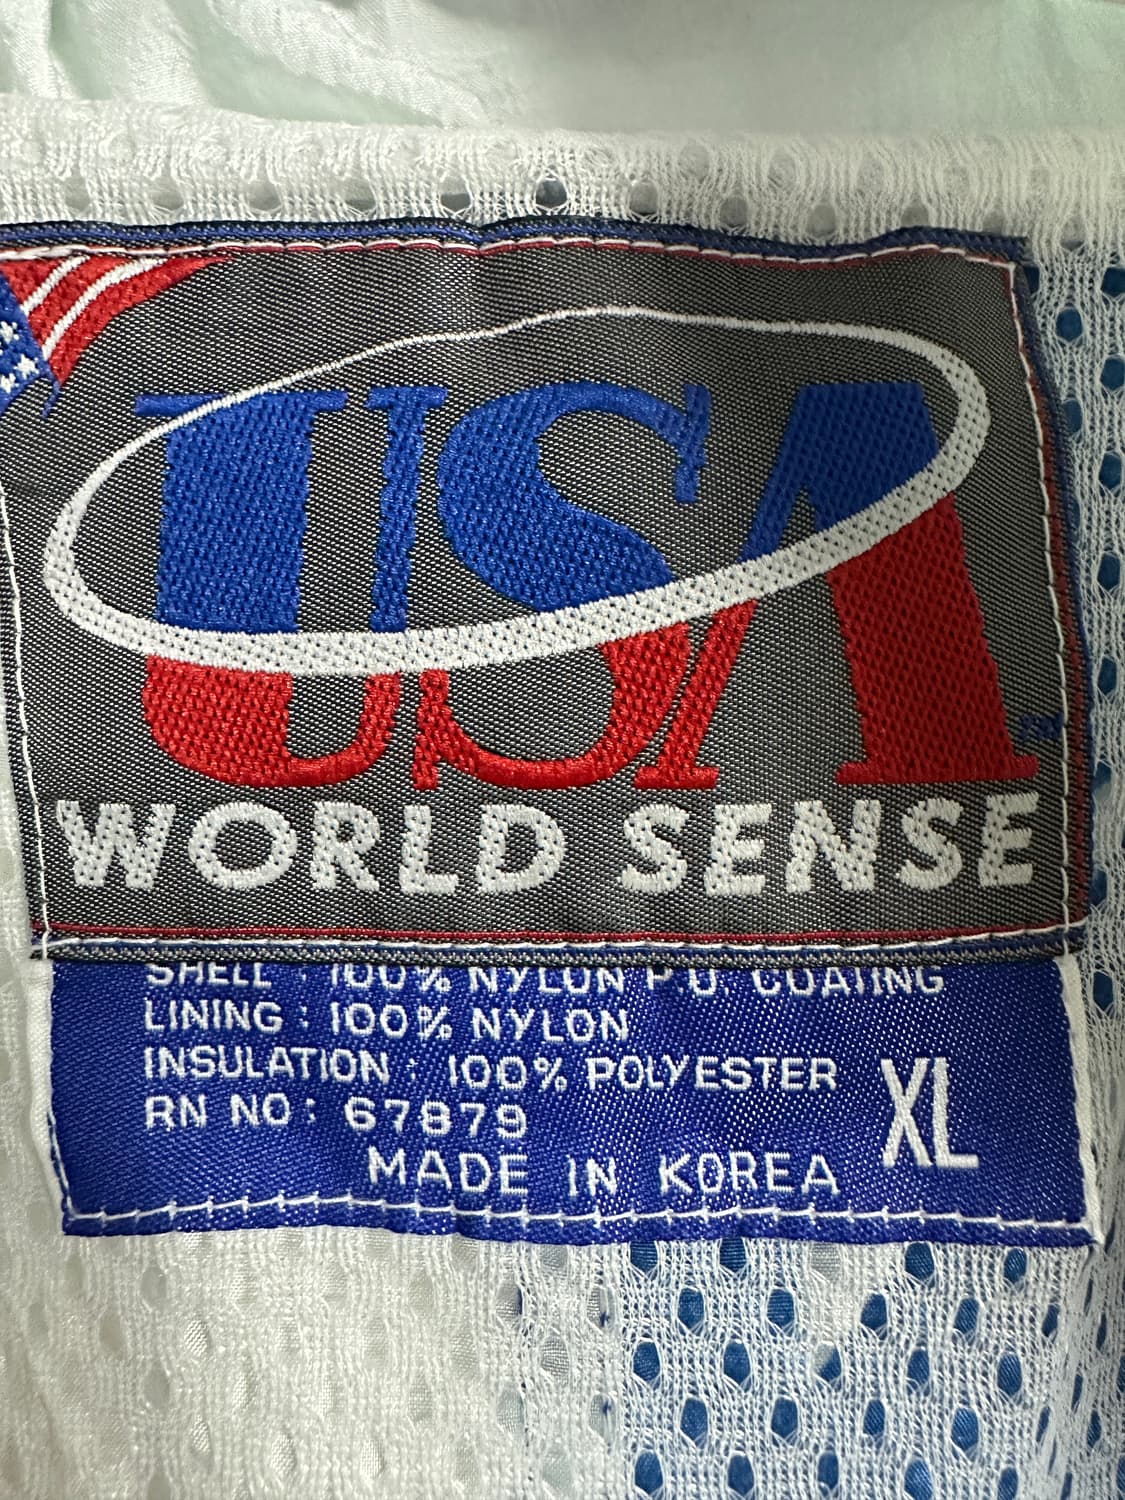 USA
TM
WORLD SENSE
SHELL : 100% NYLON P.U COATING
LINING : 100% NYLON
INSULATION : 100% POLYESTER
RN NO : 67879
XL
MADE IN KOREA